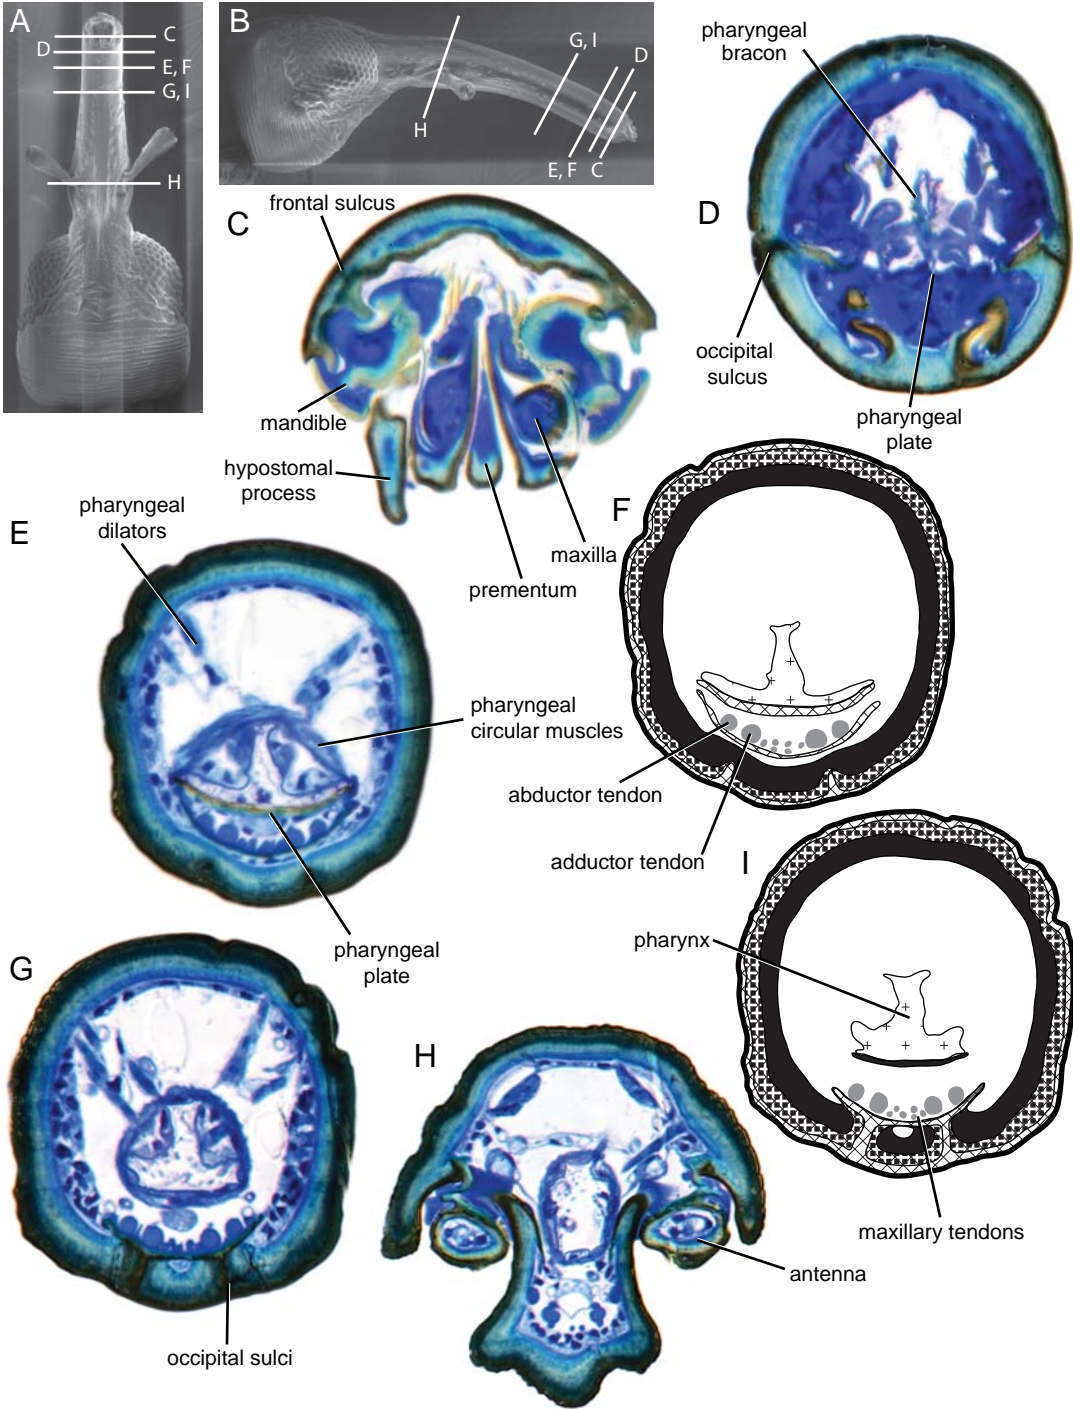 A
C
D
E, F
G, I
H
B
G, I
D
H
E, F
C
pharyngeal
bracon
D
occipital
sulcus
pharyngeal
plate
frontal sulcus
C
mandible
hypostomal
process
maxilla
prementum
pharyngeal
dilators
E
pharyngeal
circular muscles
pharyngeal
plate
F
abductor tendon
adductor tendon
I
pharynx
maxillary tendons
G
occipital sulci
H
antenna